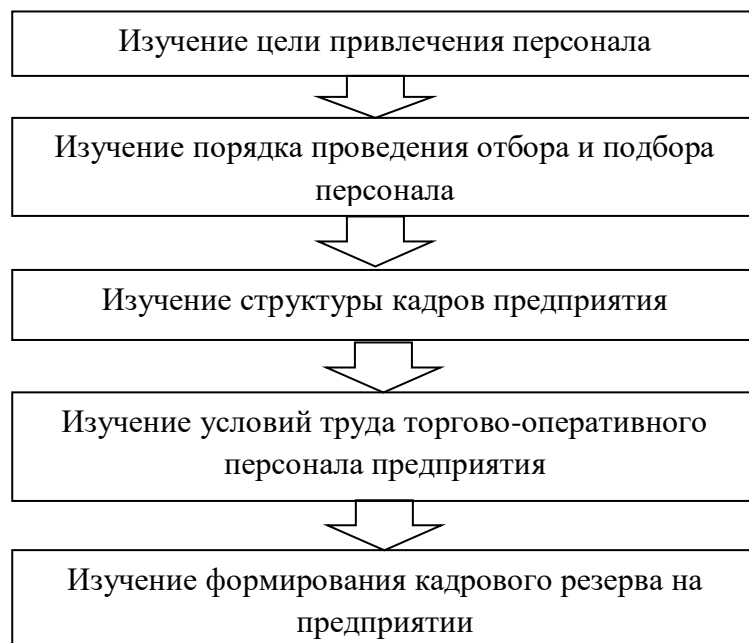 Изучение цели привлечения персонала
Изучение порядка проведения отбора и подбора
персонала
Изучение структуры кадров предприятия
Изучение условий труда торгово-оперативного
персонала предприятия
Изучение формирования кадрового резерва на
предприятии